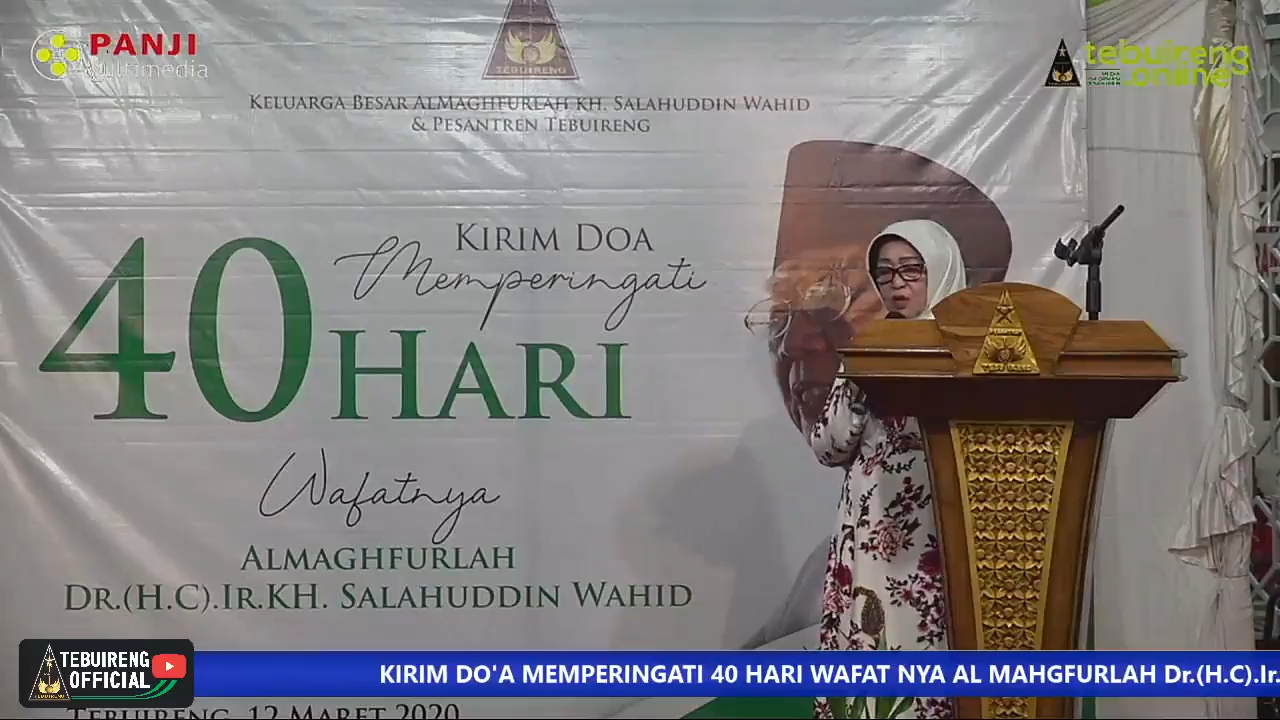 PANJI
Multimedia
TEBUIRENG
tebuireng
online
KELUARGA BESAR ALMAGHFURLAH KH. SALAHUDDIN WAHID
& PESANTREN TEBUIRENG
KIRIM DOA
Memperingati
40 HARI
Wafatnya
ALMAGHFURLAH
DR.(H.C).IR.KH. SALAHUDDIN WAHID
TEBUIRENG
OFFICIAL
KIRIM DO'A MEMPERINGATI 40 HARI WAFAT NYA AL MAHGFURLAH Dr.(H.C).Ir.
TEBUIRENG, 12 MARET 2020